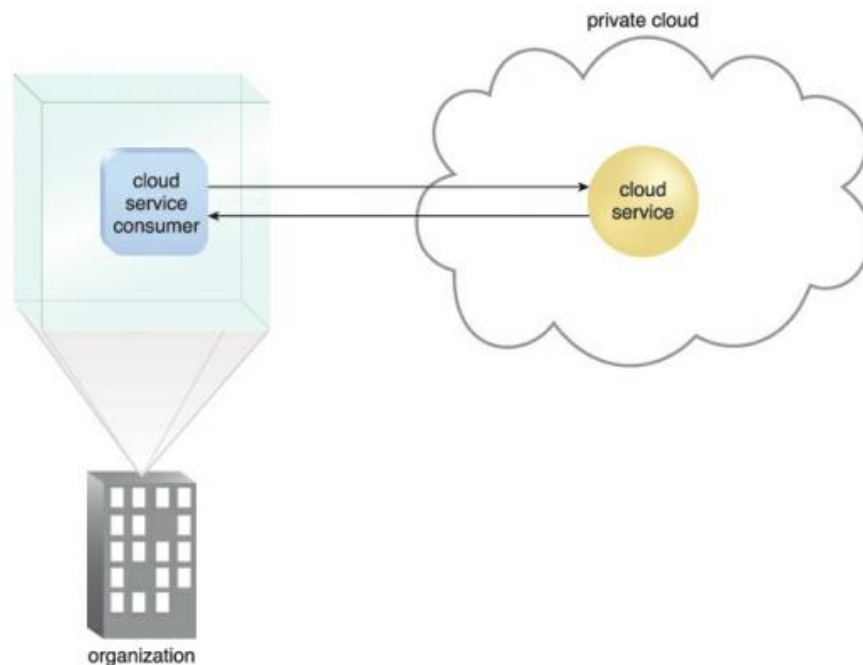 private cloud
cloud
service
consumer
cloud
service
organization